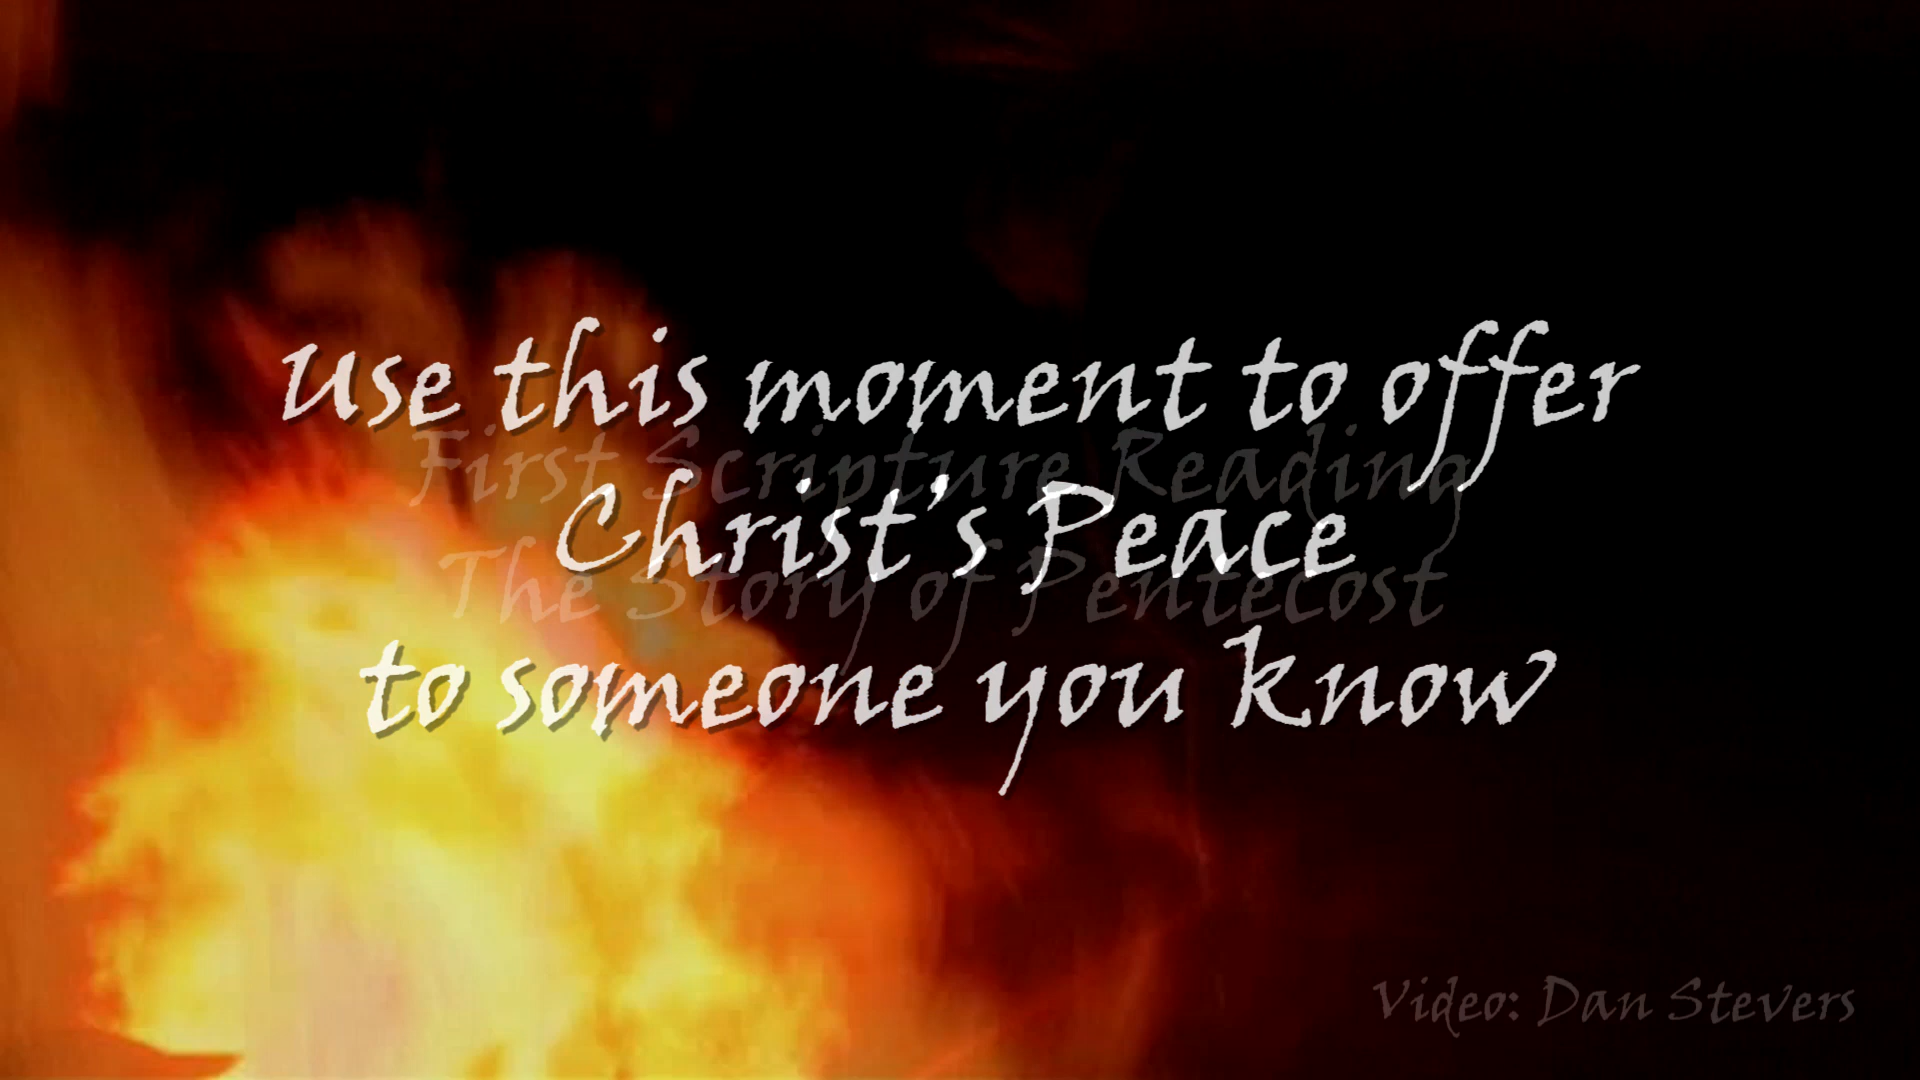 Use this moment to offer
First Scripture Reading
Christ's Peace
The Story of Pentecost
to someone you know
Video: Dan Stevers